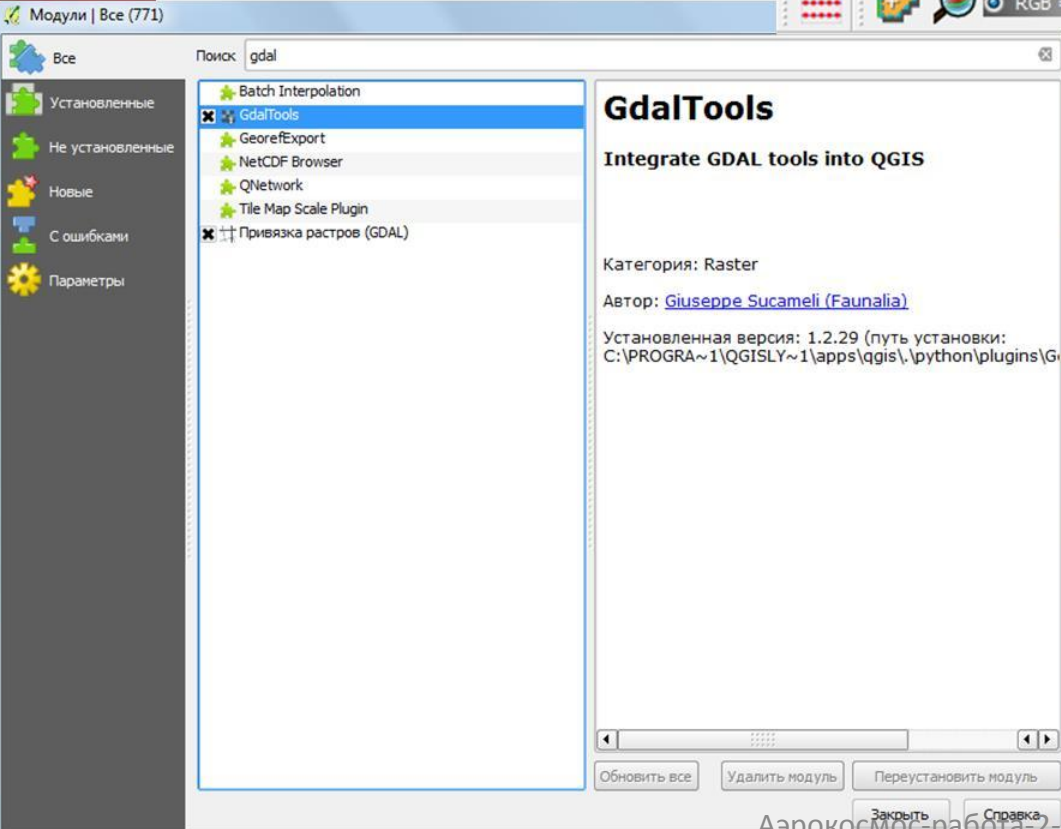 Модули | Все (771)
RGB
Все
Установленные
Не установленные
Новые
С ошибками
Параметры
Поиск gdal
Batch Interpolation
GdalTools
GeorefExport
NetCDF Browser
QNetwork
Tile Map Scale Plugin
Привязка растров (GDAL)
GdalTools
Integrate GDAL tools into QGIS
Категория: Raster
Автор: Giuseppe Sucameli (Faunalia)
Установленная версия: 1.2.29 (путь установки:
C:\PROGRA~1\QGISLY~1\apps\qgis\.\python\plugins\G
Обновить все
Удалить модуль
Переустановить модуль
Закрыть
Справка
Аэрокосмос-работа-2-